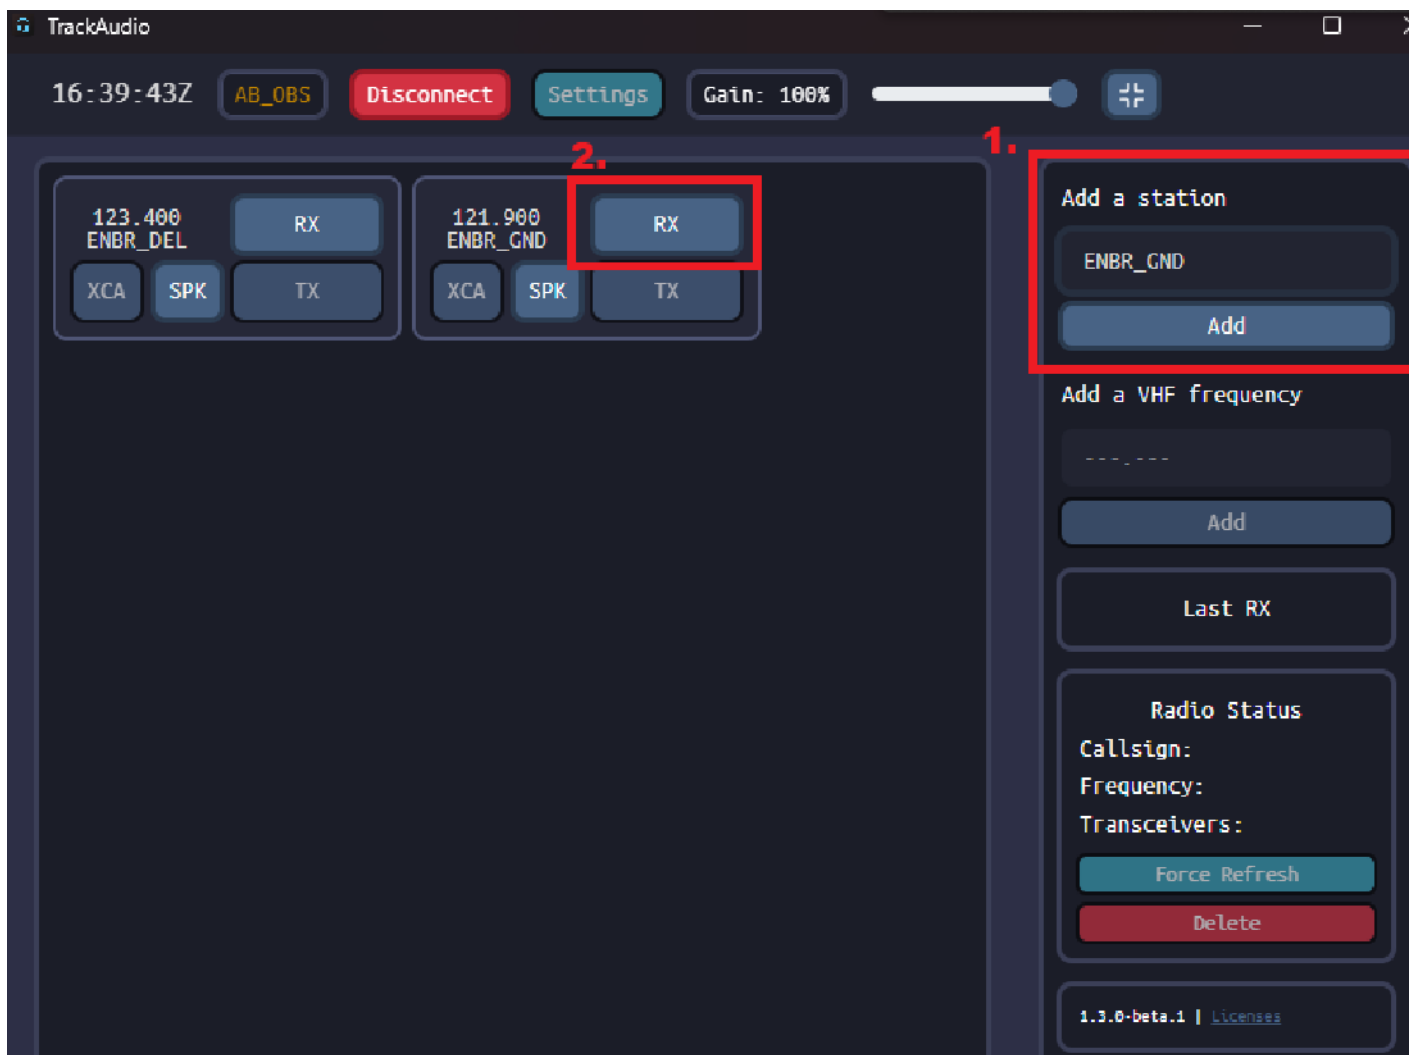 TrackAudio
16:39:43Z AB_OBS Disconnect Settings Gain: 100%
1.
2.
123.400
ENBR_DEL
RX
XCA SPK TX
121.900
ENBR_GND
RX
XCA SPK TX
Add a station
ENBR_GND
Add
Add a VHF frequency
---.---
Add
Last RX
Radio Status
Callsign:
Frequency:
Transceivers:
Force Refresh
Delete
1.3.0-beta.1 | Licenses